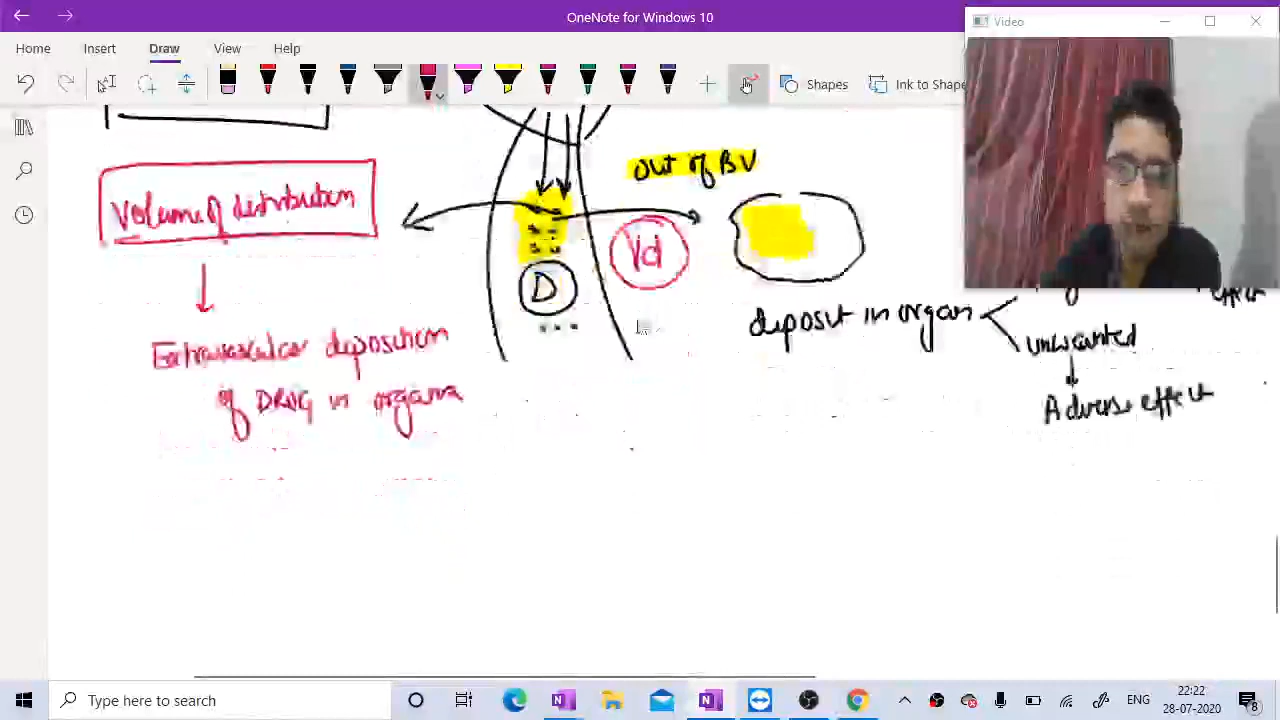 OneNote for Windows 10
Video
Home Insert Draw View Help
Shapes Ink to Shape
out of BV
Volume of distribution
Vd
D
deposit in organ
unwanted
Adverse effect
effect
Extravascular deposition
of DRUG in organs
Type here to search
ENG
22:22
28-07-2020
8